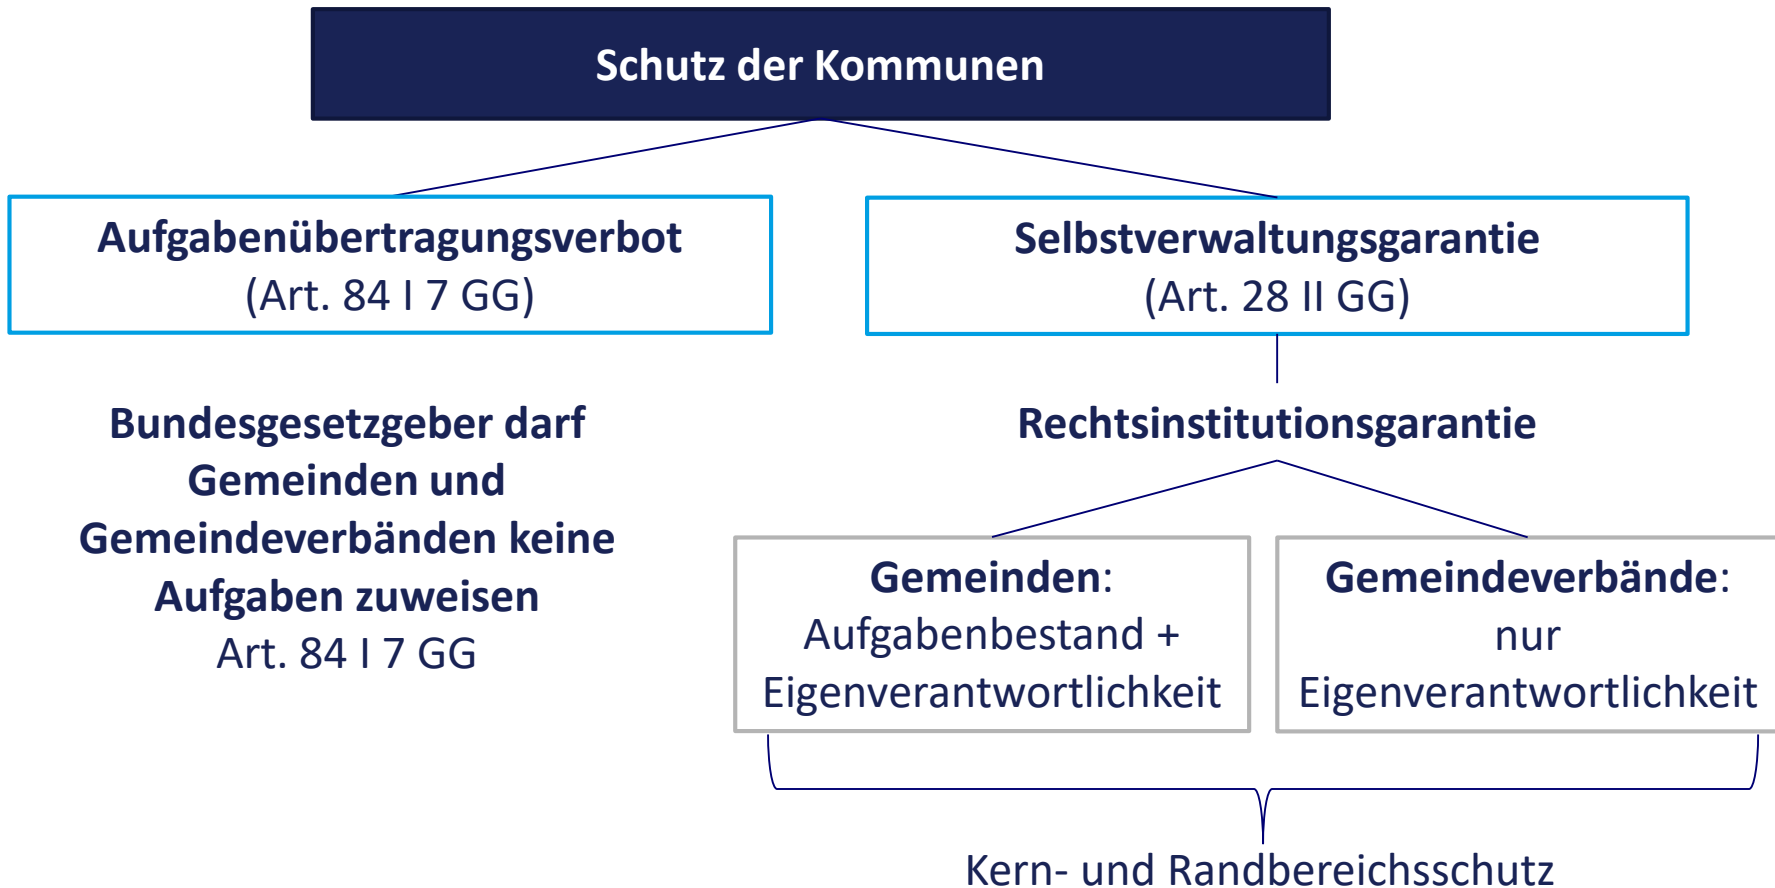 Schutz der Kommunen
Aufgabenübertragungsverbot
(Art. 84 I 7 GG)
Bundesgesetzgeber darf
Gemeinden und
Gemeindeverbänden keine
Aufgaben zuweisen
Art. 84 I 7 GG
Selbstverwaltungsgarantie
(Art. 28 II GG)
Rechtsinstitutionsgarantie
Gemeinden:
Aufgabenbestand +
Eigenverantwortlichkeit
Gemeindeverbände:
nur
Eigenverantwortlichkeit
Kern- und Randbereichsschutz